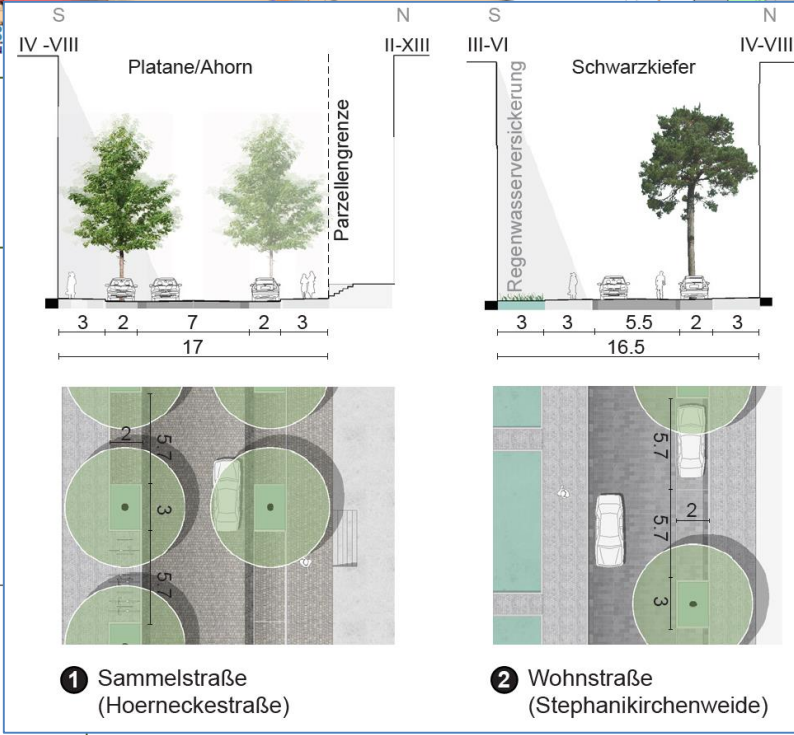 S
N
IV -VIII
II-XIII
Platane/Ahorn
Parzellengrenze
3
2
7
2
3
17
2
5.7
3
5.7
1 Sammelstraße
(Hoerneckestraße)
S
N
III-VI
IV-VIII
Schwarzkiefer
Regenwasserversickerung
3
3
5.5
2
3
16.5
5.7
5.7
2
3
2 Wohnstraße
(Stephanikirchenweide)